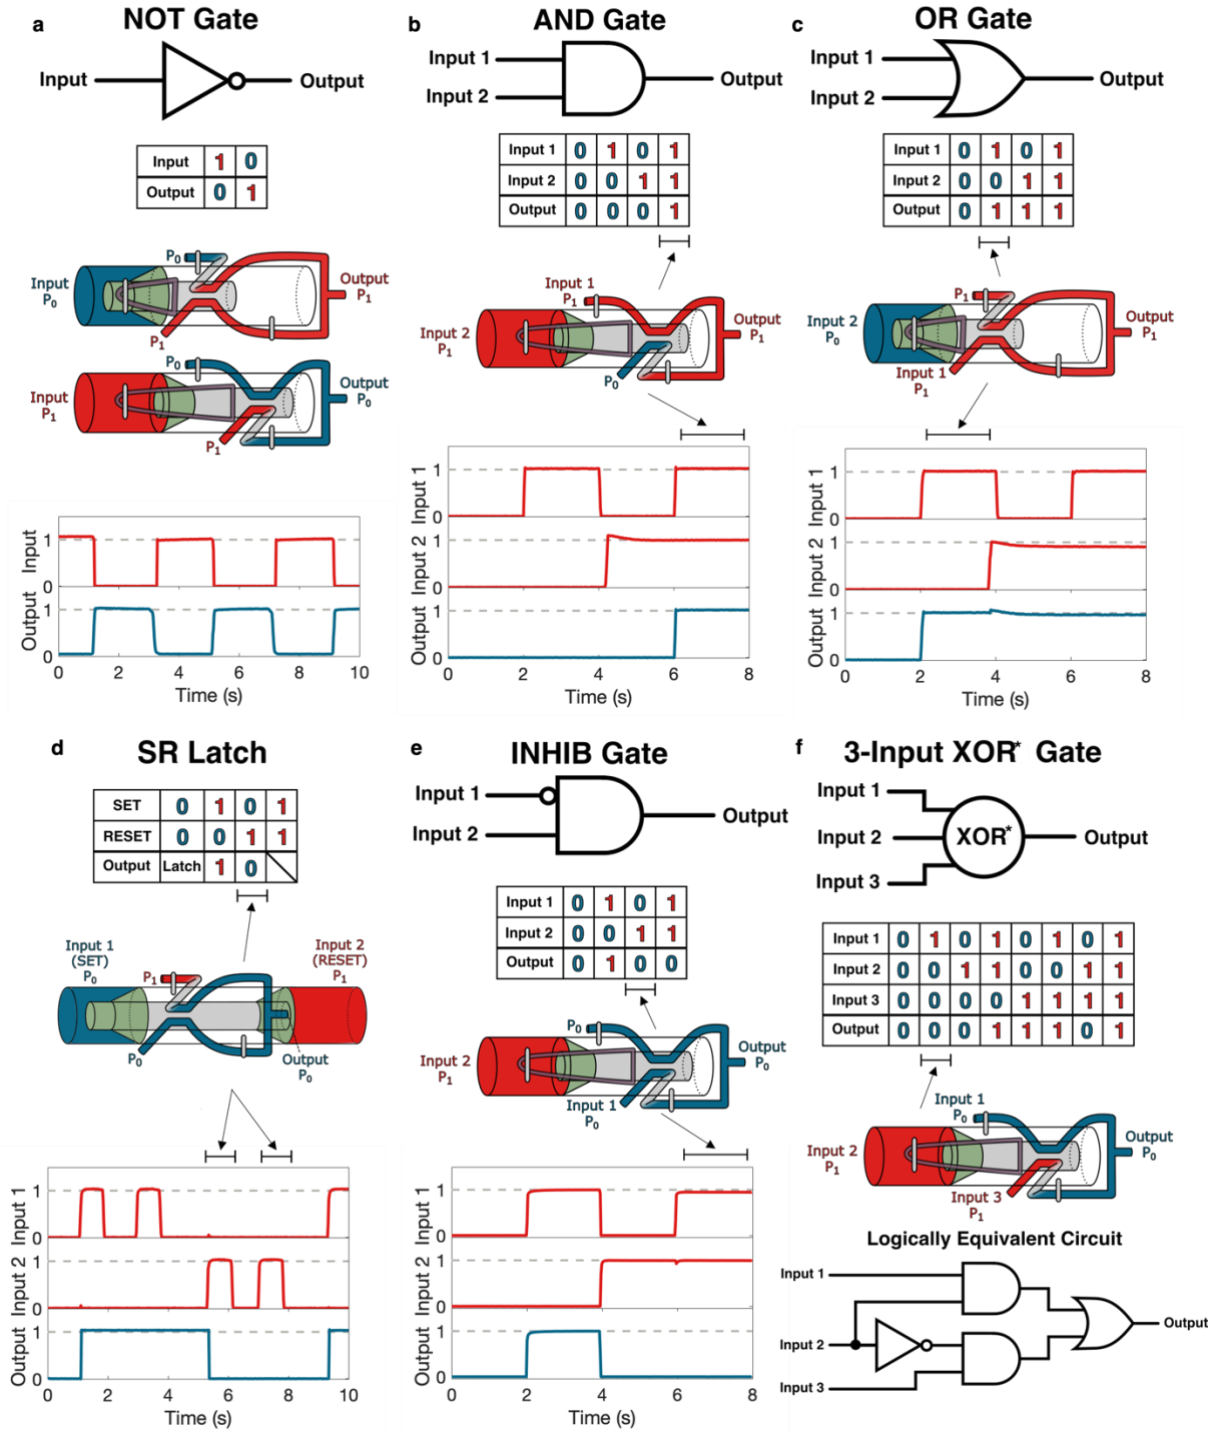 a NOT Gate
Input Output
Input 1 0
Output 0 1
P0
Input P0
Output P1
P1
P0
Input P1
Output P0
P1
Input 1 0
Output 1 0
0 2 4 6 8 10
Time (s)
b AND Gate
Input 1
Input 2
Output
Input 1 0 1 0 1
Input 2 0 0 1 1
Output 0 0 0 1
Input 1 P1
Input 2 P1
Output P1
P0
Input 1 1 0
Input 2 1 0
Output 1 0
0 2 4 6 8
Time (s)
c OR Gate
Input 1
Input 2
Output
Input 1 0 1 0 1
Input 2 0 0 1 1
Output 0 1 1 1
P1
Input 2 P0
Output P1
Input 1 P1
Input 1 1 0
Input 2 1 0
Output 1 0
0 2 4 6 8
Time (s)
d SR Latch
SET 0 1 0 1
RESET 0 0 1 1
Output Latch 1 0
Input 1 (SET) P0
P1
Input 2 (RESET) P1
P0
Output P0
Input 1 1 0
Input 2 1 0
Output 1 0
0 2 4 6 8 10
Time (s)
e INHIB Gate
Input 1
Input 2
Output
Input 1 0 1 0 1
Input 2 0 0 1 1
Output 0 1 0 0
P0
Input 2 P1
Output P0
Input 1 P0
Input 1 1 0
Input 2 1 0
Output 1 0
0 2 4 6 8
Time (s)
f 3-Input XOR* Gate
Input 1
Input 2
Input 3
XOR*
Output
Input 1 0 1 0 1 0 1 0 1
Input 2 0 0 1 1 0 0 1 1
Input 3 0 0 0 0 1 1 1 1
Output 0 0 0 1 1 1 0 1
Input 1 P0
Input 2 P1
Output P0
Input 3 P1
Logically Equivalent Circuit
Input 1
Input 2
Input 3
Output